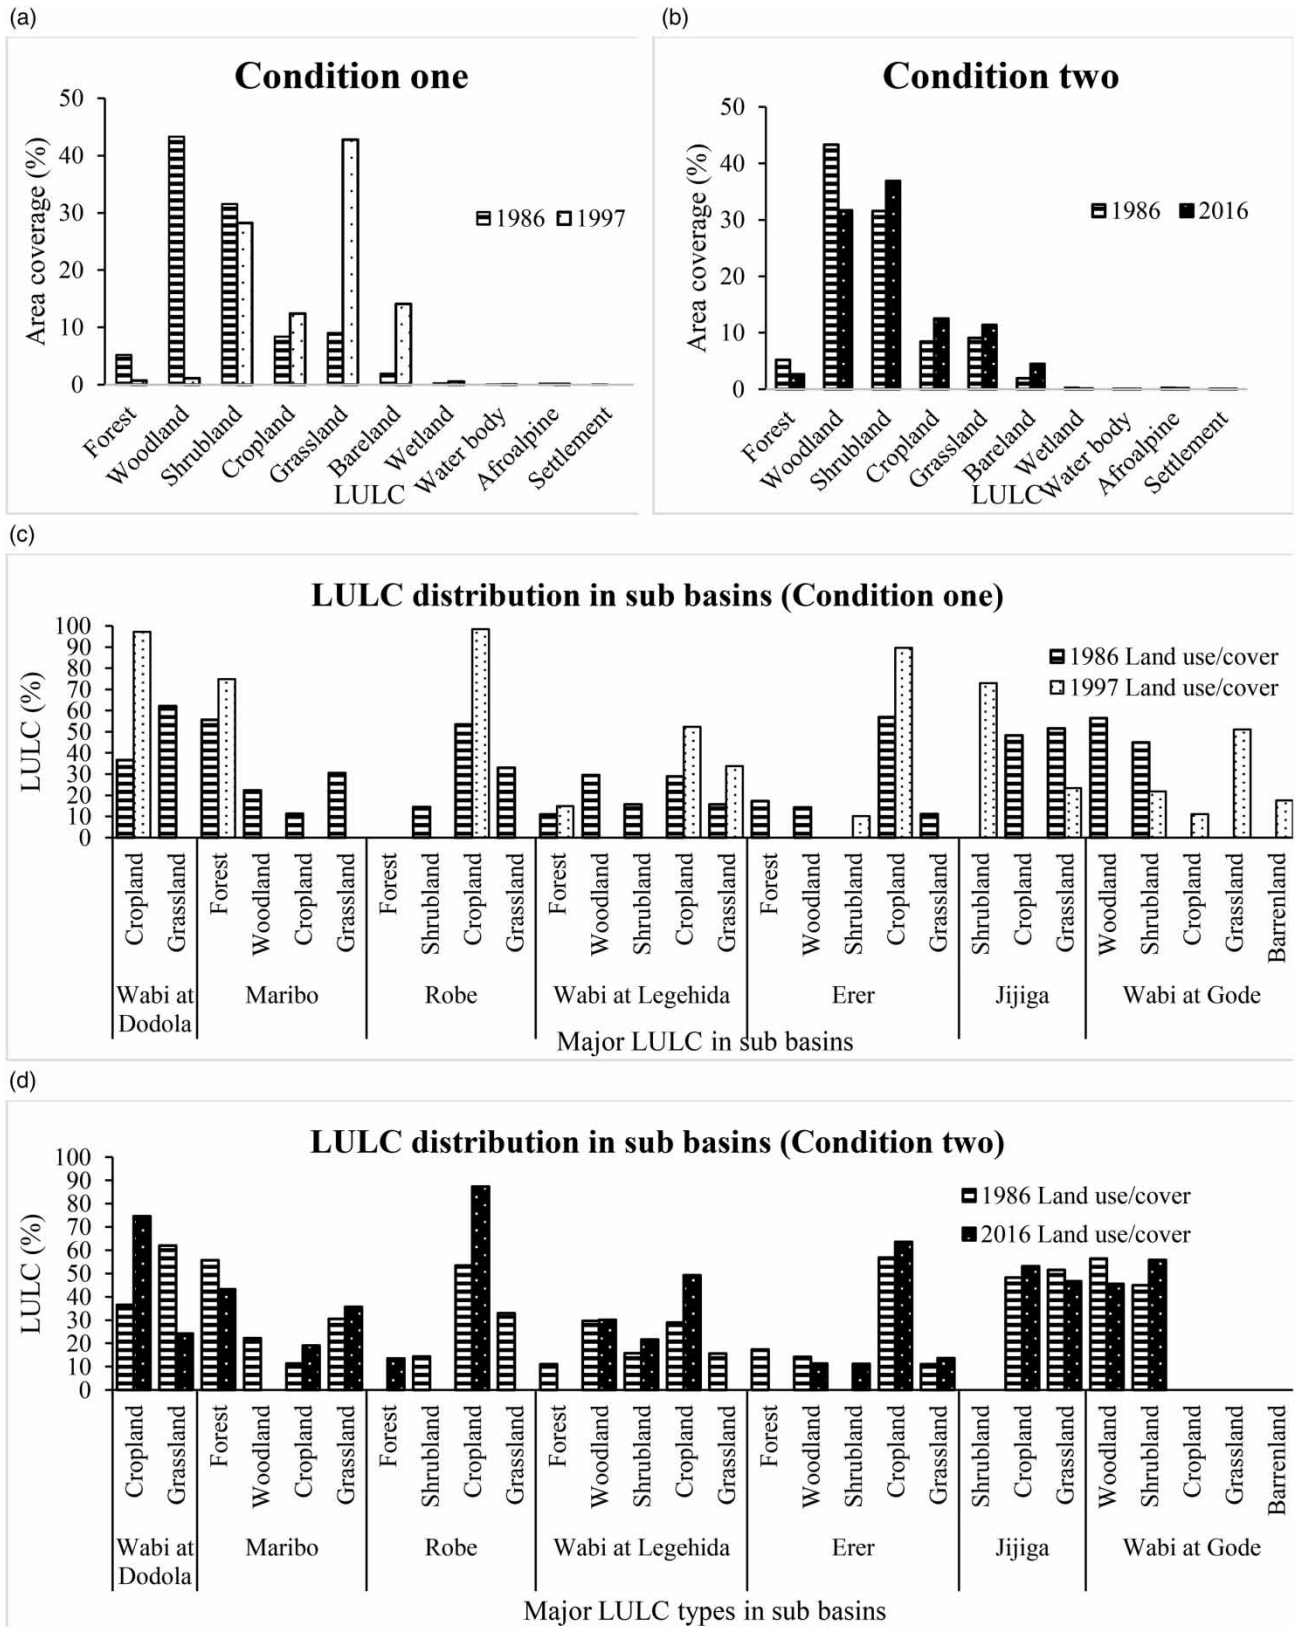 (a)
Condition one
Area coverage (%)
50
40
30
20
10
0
1986
1997
Forest
Woodland
Shrubland
Cropland
Grassland
Bareland
Wetland
Water body
Afroalpine
Settlement
LULC
(b)
Condition two
Area coverage (%)
50
40
30
20
10
0
1986
2016
Forest
Woodland
Shrubland
Cropland
Grassland
Bareland
Wetland
Water body
Afroalpine
Settlement
LULC
(c)
LULC distribution in sub basins (Condition one)
LULC (%)
100
90
80
70
60
50
40
30
20
10
0
1986 Land use/cover
1997 Land use/cover
Cropland
Grassland
Forest
Woodland
Cropland
Grassland
Forest
Shrubland
Cropland
Grassland
Forest
Woodland
Shrubland
Cropland
Grassland
Forest
Woodland
Shrubland
Cropland
Grassland
Shrubland
Cropland
Grassland
Woodland
Shrubland
Cropland
Grassland
Barrenland
Wabi at
Dodola
Maribo
Robe
Wabi at Legehida
Erer
Jijiga
Wabi at Gode
Major LULC in sub basins
(d)
LULC distribution in sub basins (Condition two)
LULC (%)
100
90
80
70
60
50
40
30
20
10
0
1986 Land use/cover
2016 Land use/cover
Cropland
Grassland
Forest
Woodland
Cropland
Grassland
Forest
Shrubland
Cropland
Grassland
Forest
Woodland
Shrubland
Cropland
Grassland
Forest
Woodland
Shrubland
Cropland
Grassland
Shrubland
Cropland
Grassland
Woodland
Shrubland
Cropland
Grassland
Barrenland
Wabi at
Dodola
Maribo
Robe
Wabi at Legehida
Erer
Jijiga
Wabi at Gode
Major LULC types in sub basins